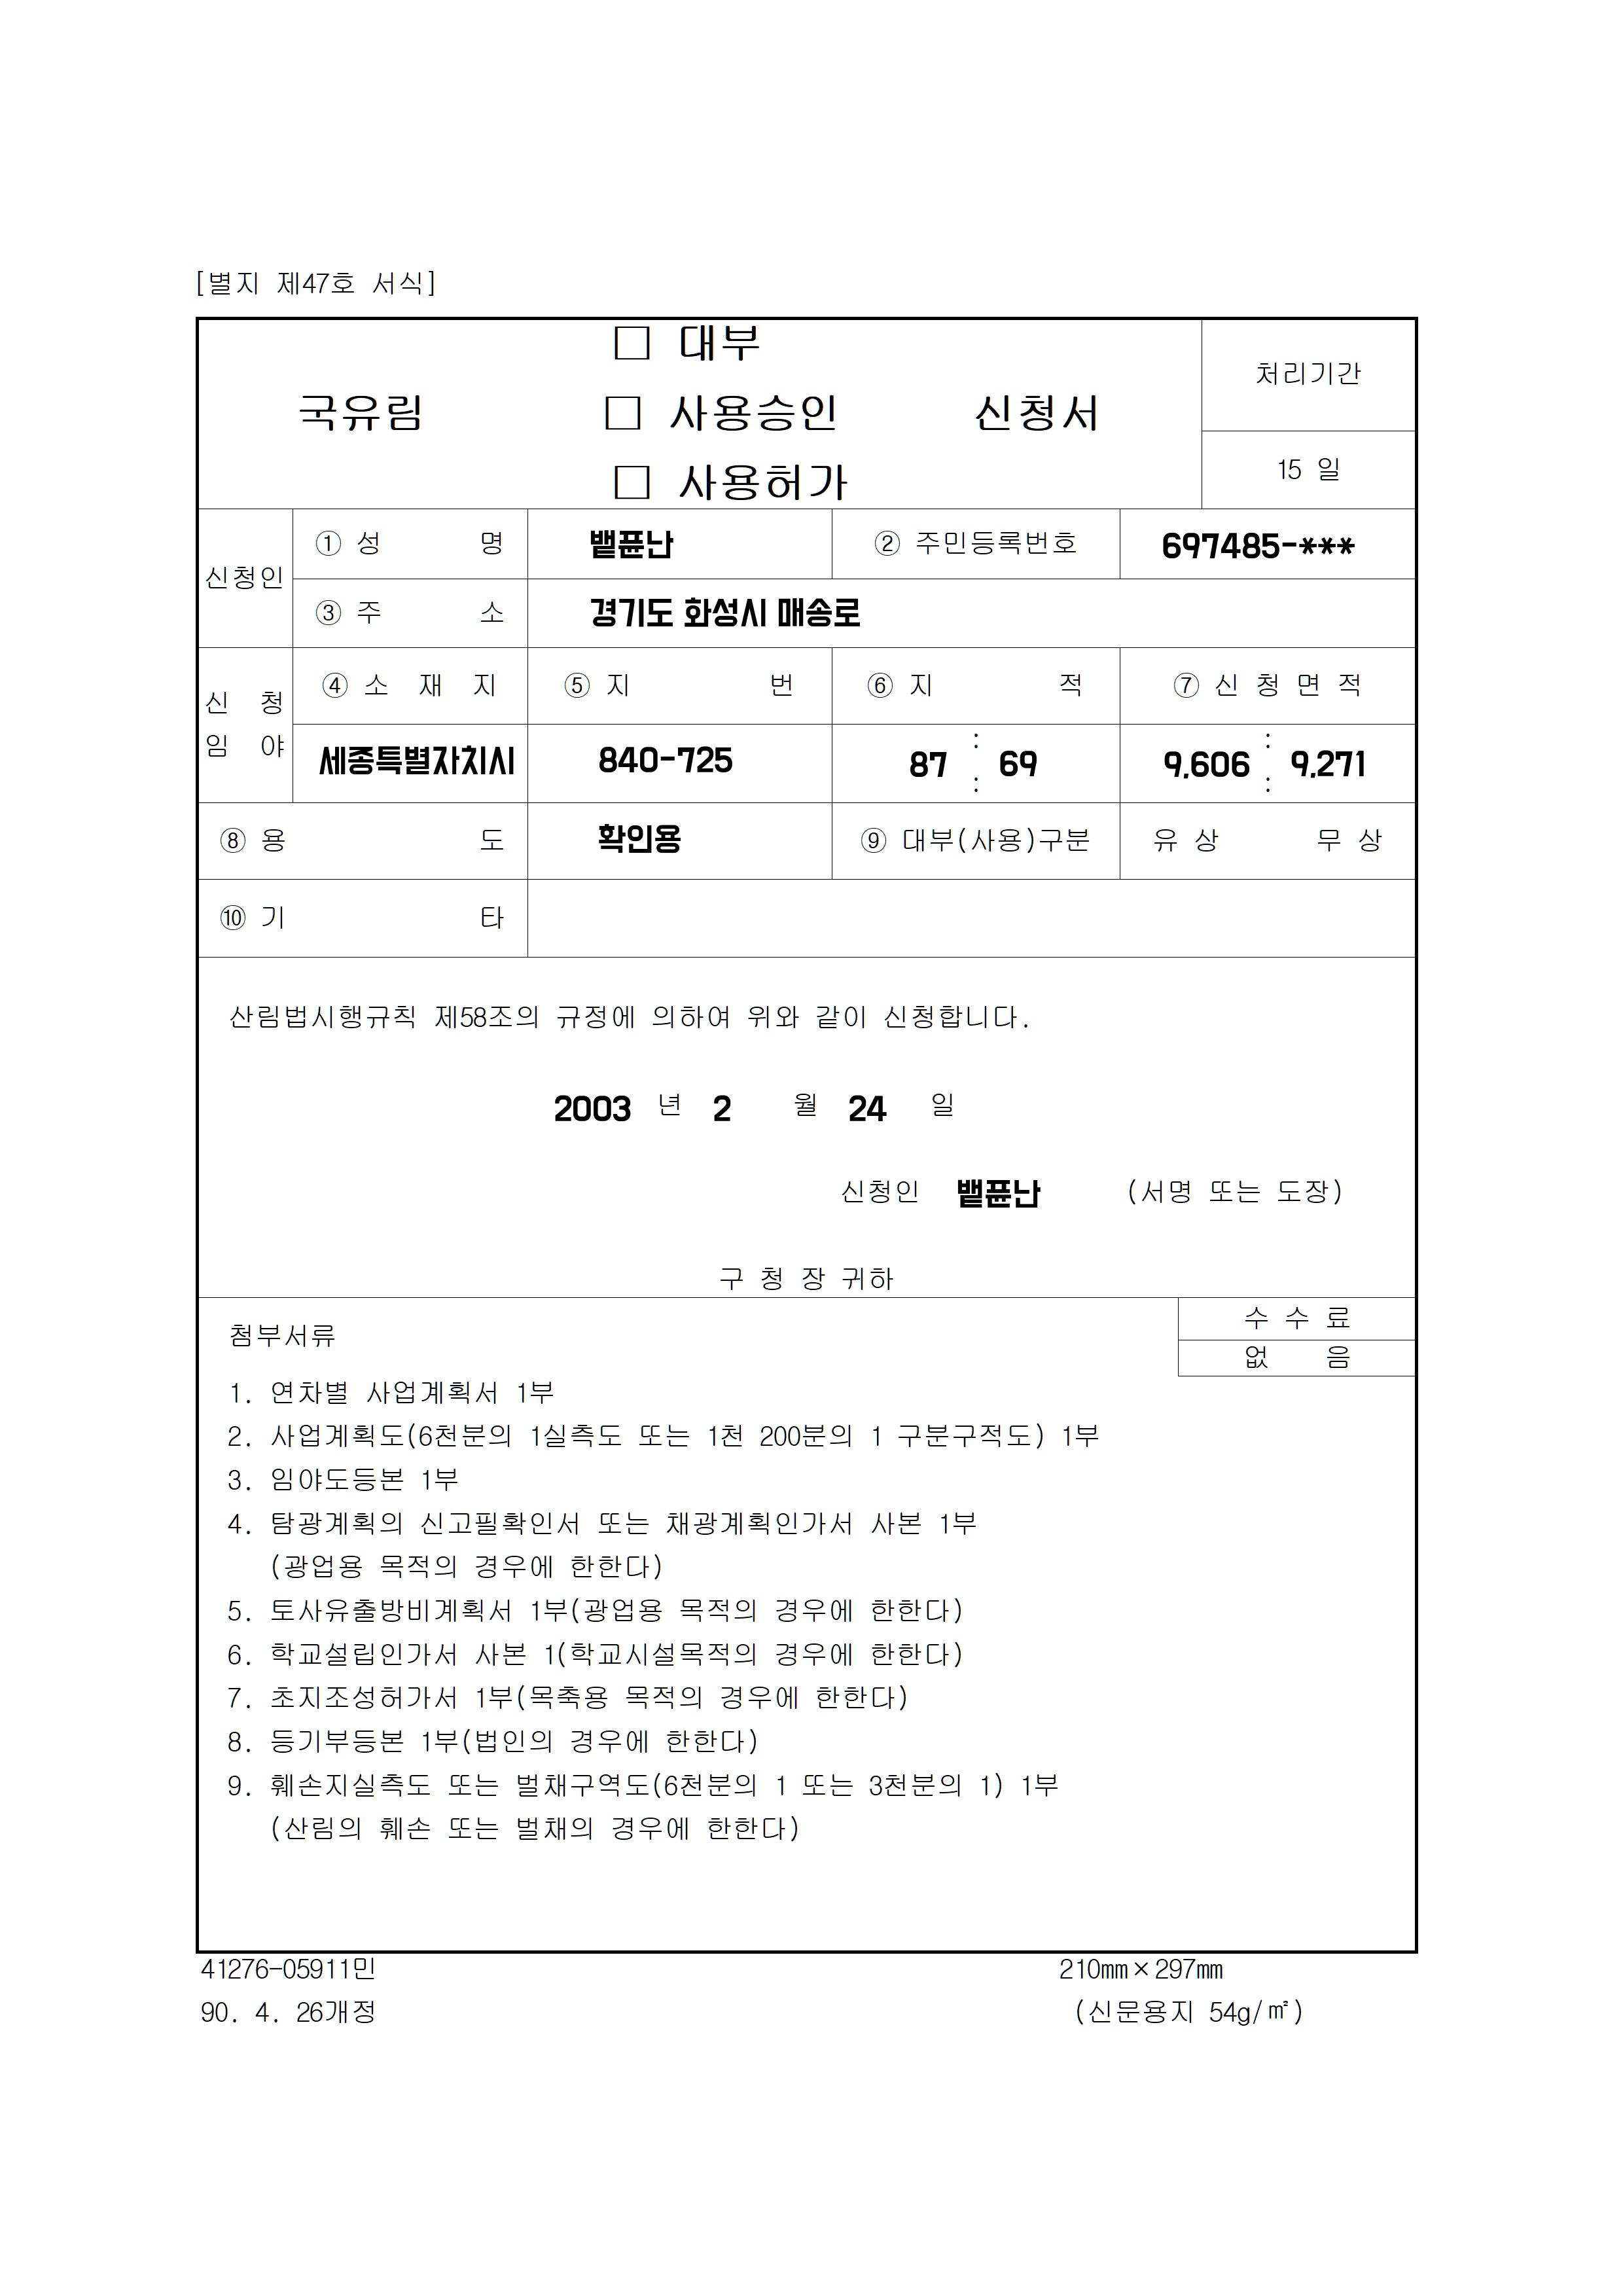 [별지 제47호 서식]
□ 대부
국유림 □ 사용승인 신청서
□ 사용허가
처리기간
15 일
신청인 ① 성 명 뱉퓬난 ② 주민등록번호 697485-***
③ 주 소 경기도 화성시 매송로
신 청
임 야
④ 소 재 지 ⑤ 지 번 ⑥ 지 적 ⑦ 신 청 면 적
세종특별자치시 840-725 87 : : 69 9,606 : : 9,271
⑧ 용 도 확인용 ⑨ 대부(사용)구분 유 상 무 상
⑩ 기 타
산림법시행규칙 제58조의 규정에 의하여 위와 같이 신청합니다.
2003 년 2 월 24 일
신청인 뱉퓬난 (서명 또는 도장)
구 청 장 귀하
수 수 료
없 음
첨부서류
1. 연차별 사업계획서 1부
2. 사업계획도(6천분의 1실측도 또는 1천 200분의 1 구분구적도) 1부
3. 임야도등본 1부
4. 탐광계획의 신고필확인서 또는 채광계획인가서 사본 1부
(광업용 목적의 경우에 한한다)
5. 토사유출방비계획서 1부(광업용 목적의 경우에 한한다)
6. 학교설립인가서 사본 1(학교시설목적의 경우에 한한다)
7. 초지조성허가서 1부(목축용 목적의 경우에 한한다)
8. 등기부등본 1부(법인의 경우에 한한다)
9. 훼손지실측도 또는 벌채구역도(6천분의 1 또는 3천분의 1) 1부
(산림의 훼손 또는 벌채의 경우에 한한다)
41276-05911민 210㎜×297㎜
90. 4. 26개정 (신문용지 54g/㎡)